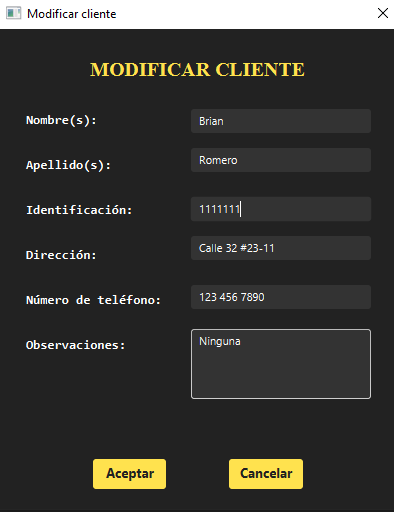 Modificar cliente
MODIFICAR CLIENTE
Nombre(s): Brian
Apellido(s): Romero
Identificación: 1111111
Dirección: Calle 32 #23-11
Número de teléfono: 123 456 7890
Observaciones: Ninguna
Aceptar Cancelar